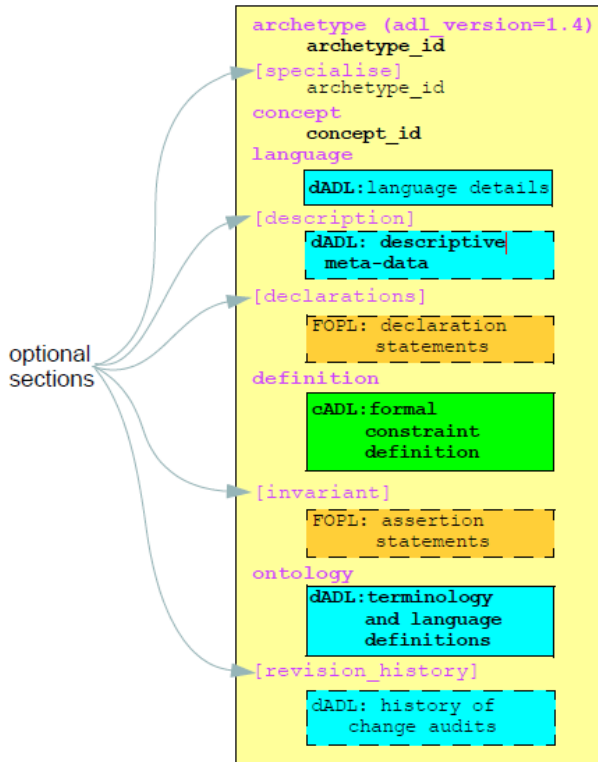 archetype (adl_version=1.4)
archetype_id
[specialise]
archetype_id
concept
concept_id
language
dADL:language details
[description]
dADL: descriptive
meta-data
[declarations]
FOPL: declaration
statements
optional
sections
definition
cADL:formal
constraint
definition
[invariant]
FOPL: assertion
statements
ontology
dADL:terminology
and language
definitions
[revision_history]
dADL: history of
change audits